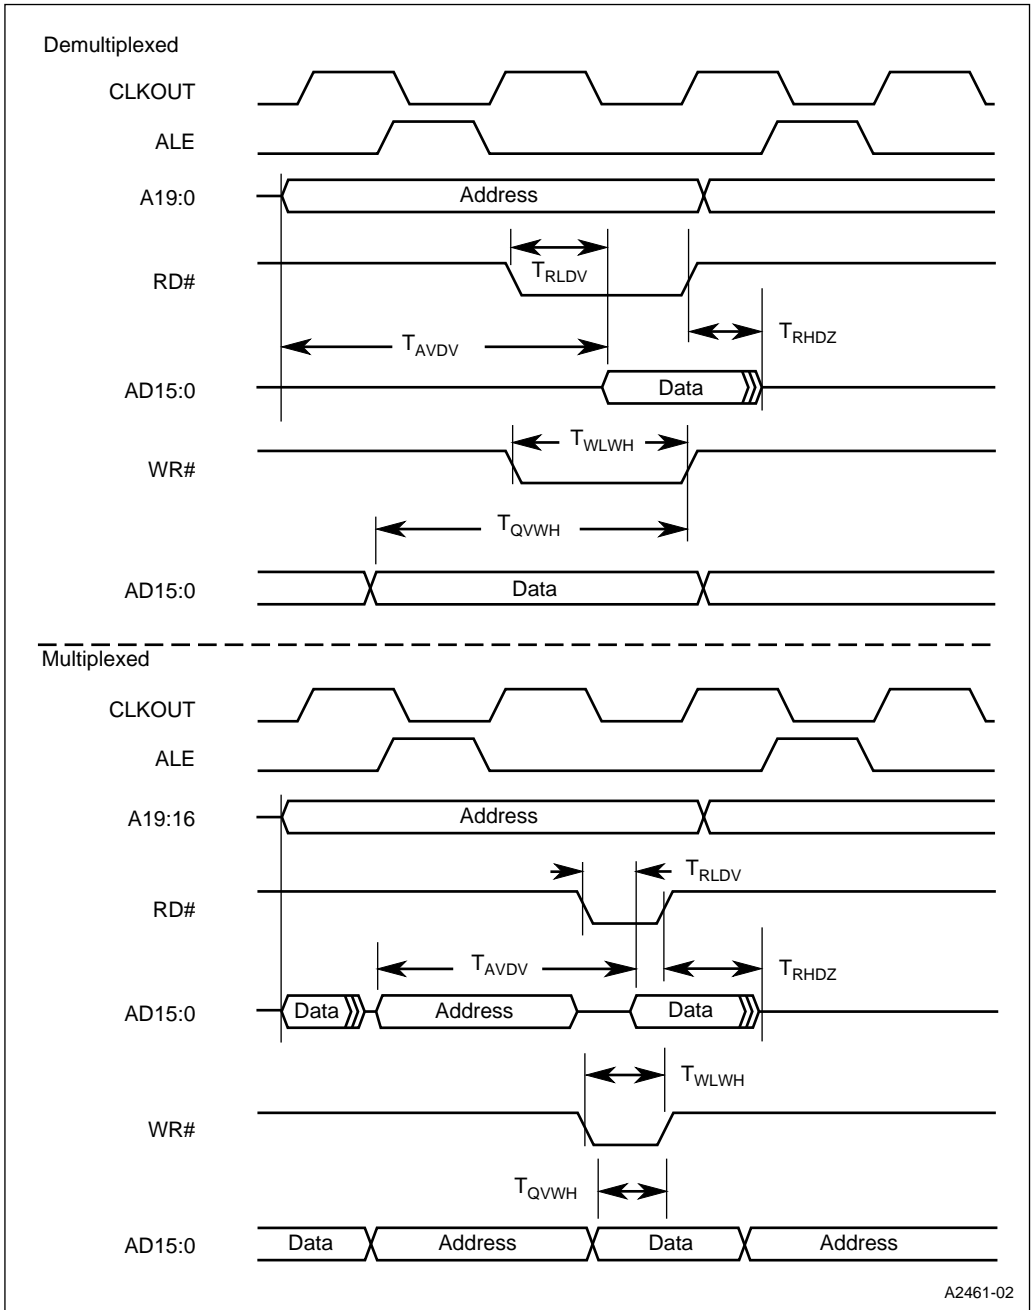 Demultiplexed
CLKOUT
ALE
A19:0
Address
RD#
TRLDV
TAVDV
TRHDZ
AD15:0
Data
TWLWH
WR#
TQVWH
AD15:0
Data
Multiplexed
CLKOUT
ALE
A19:16
Address
TRLDV
RD#
TAVDV
TRHDZ
AD15:0
Data
Address
Data
TWLWH
WR#
TQVWH
AD15:0
Data
Address
Data
Address
A2461-02